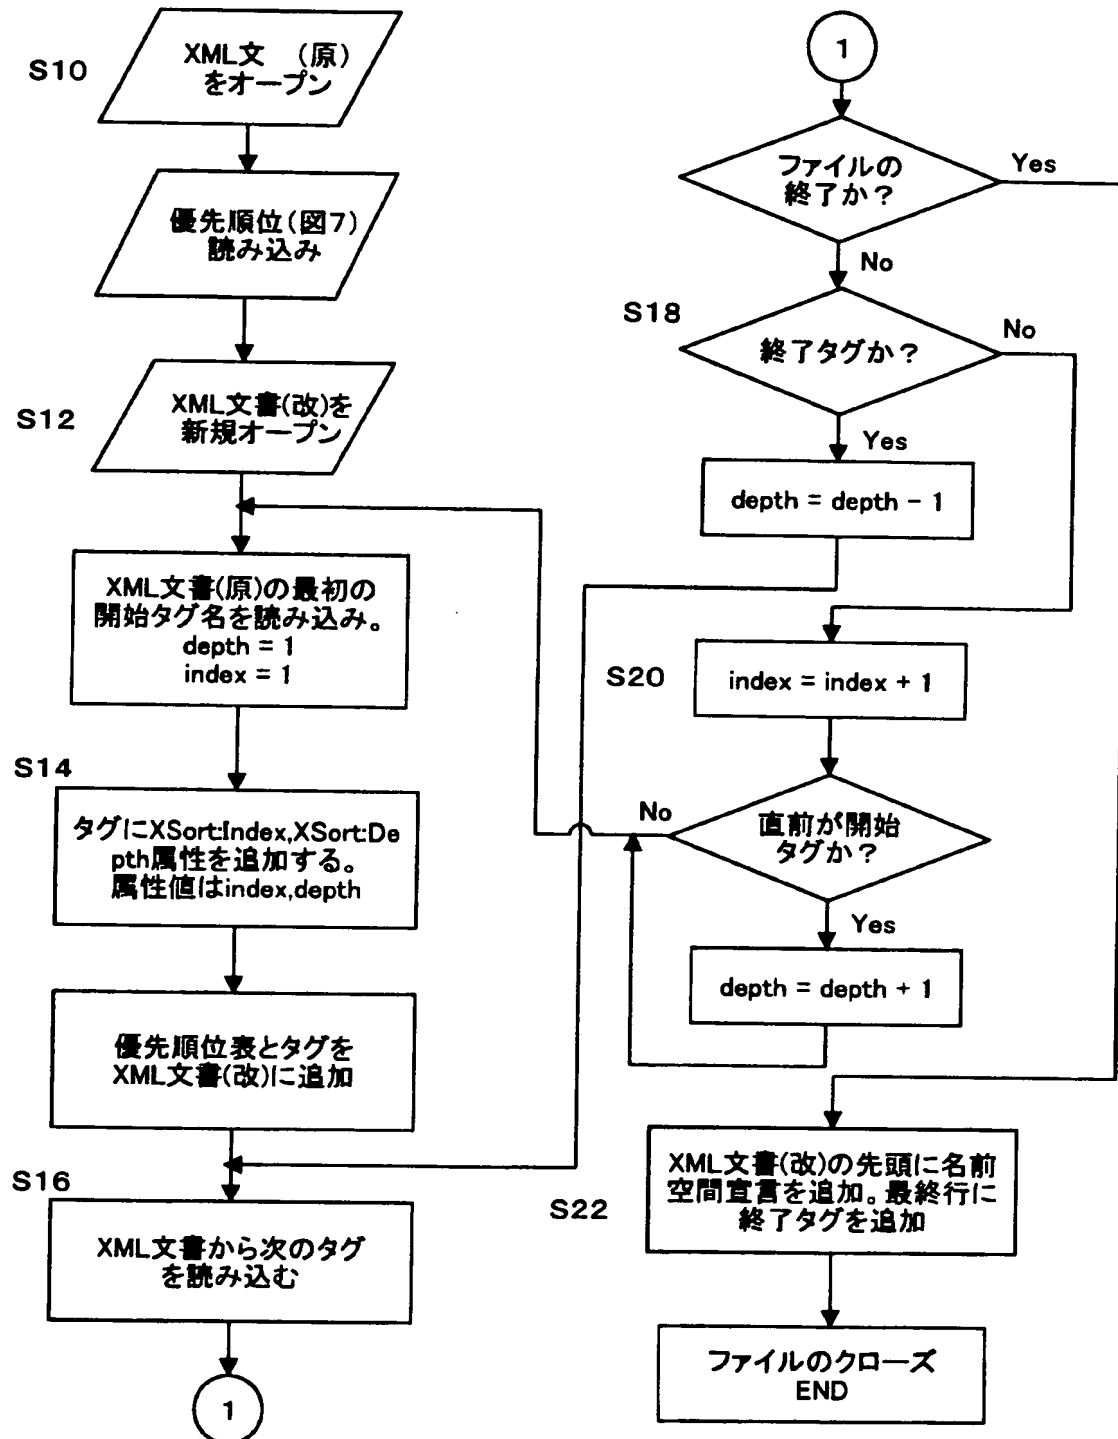 S10
XML文 （原）
をオープン
優先順位(図7)
読み込み
S12
XML文書(改)を
新規オープン
XML文書(原)の最初の
開始タグ名を読み込み。
depth = 1
index = 1
S14
タグにXSort:Index,XSort:De
pth属性を追加する。
属性値はindex,depth
優先順位表とタグを
XML文書(改)に追加
S16
XML文書から次のタグ
を読み込む
1
1
ファイルの
終了か？
Yes
No
S18
終了タグか？
No
Yes
depth = depth - 1
S20
index = index + 1
No
直前が開始
タグか？
Yes
depth = depth + 1
S22
XML文書(改)の先頭に名前
空間宣言を追加。最終行に
終了タグを追加
ファイルのクローズ
END